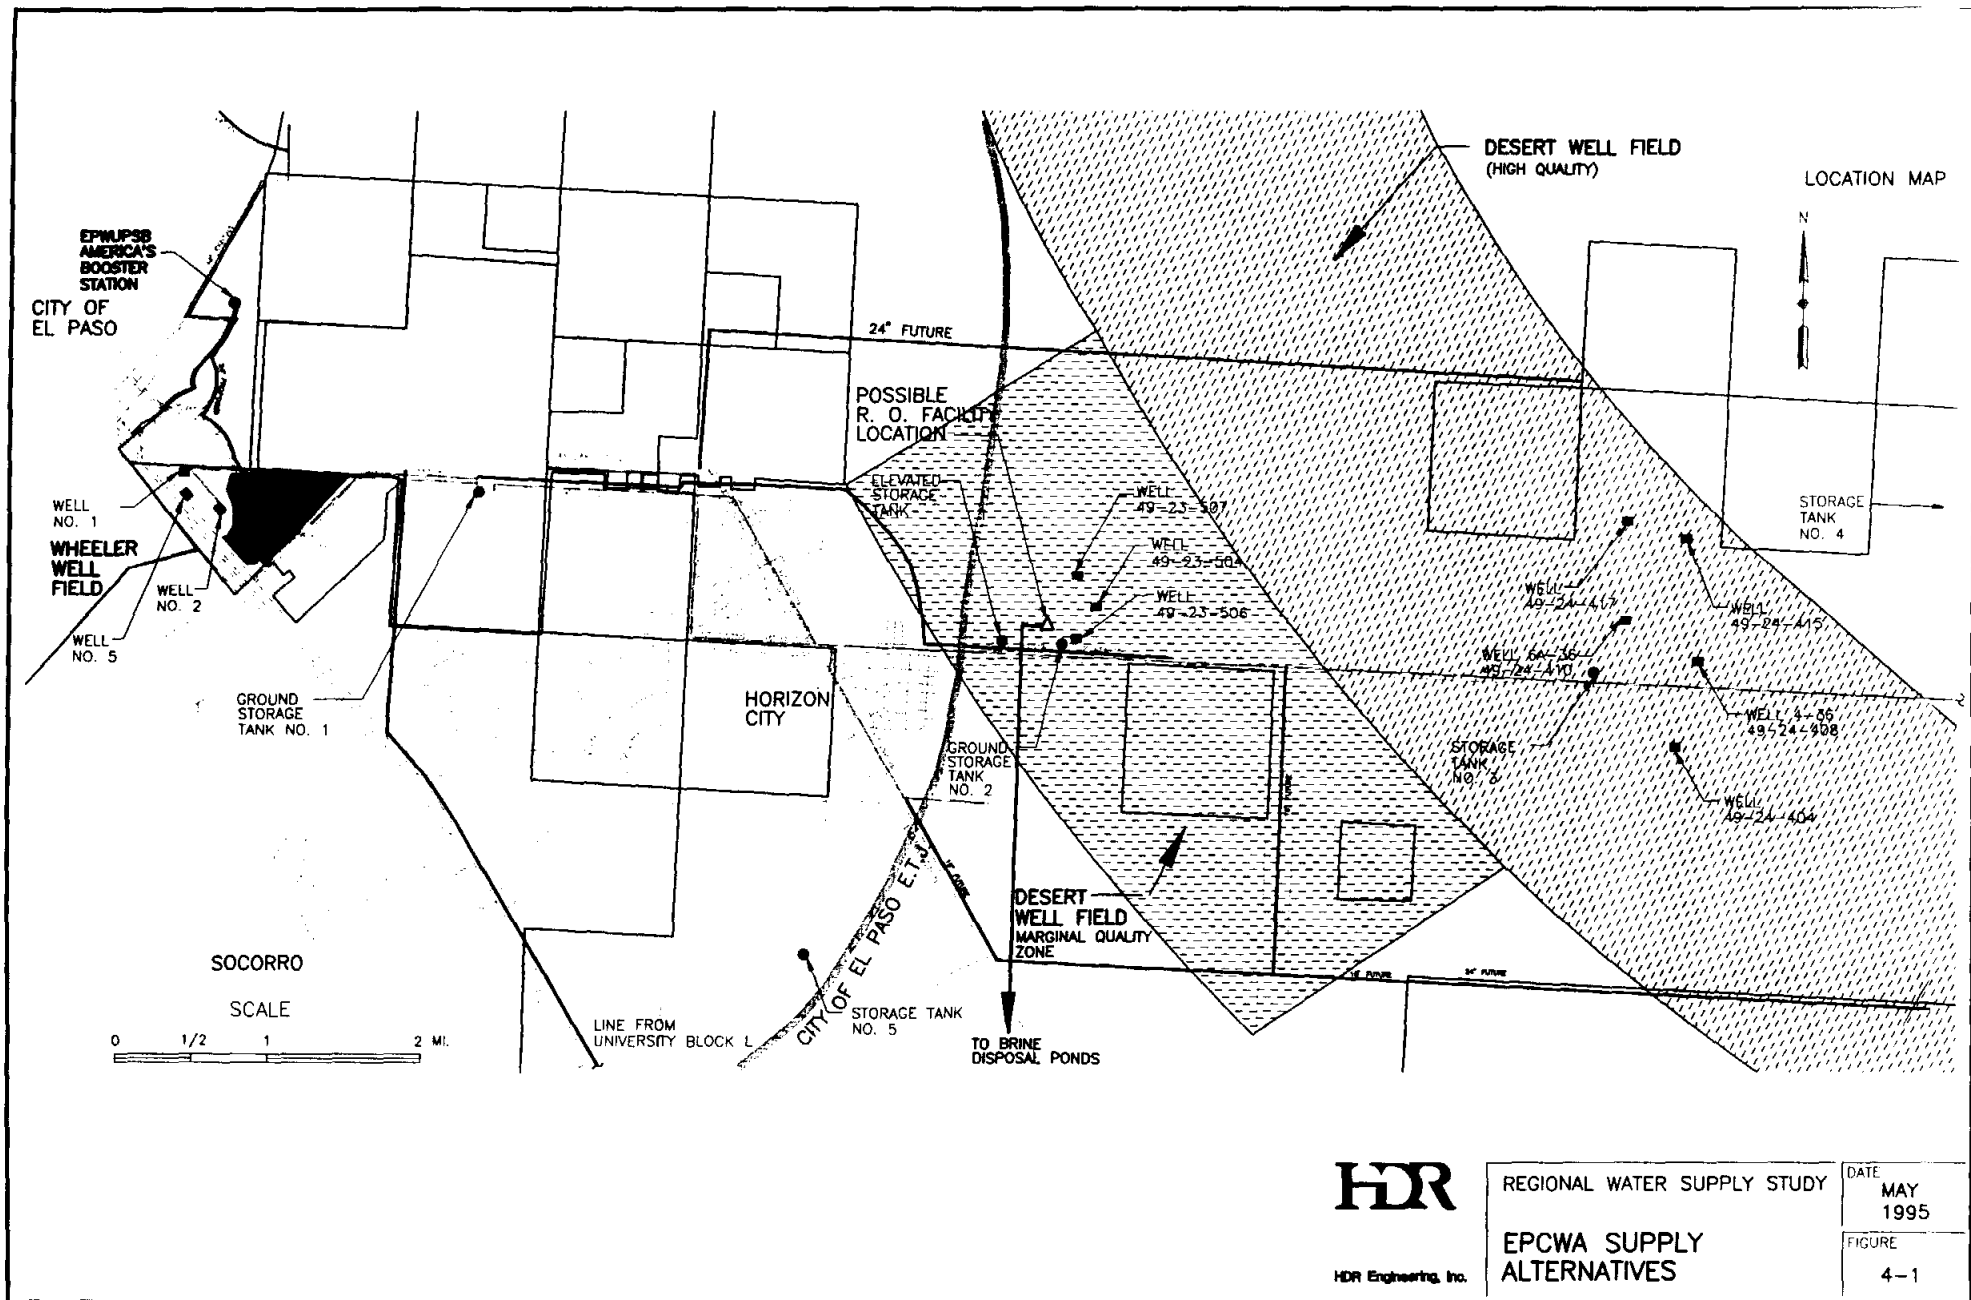 DESERT WELL FIELD
(HIGH QUALITY)
LOCATION MAP
N
EPWUPSB
AMERICA'S
BOOSTER
STATION
CITY OF
EL PASO
24" FUTURE
POSSIBLE
R. O. FACILITY
LOCATION
ELEVATED
STORAGE
TANK
WELL
49-23-507
WELL
49-23-504
WELL
49-23-506
STORAGE
TANK
NO. 4
WELL
NO. 1
WHEELER
WELL
FIELD
WELL
NO. 2
WELL
NO. 5
WELL
49-24-417
WELL
49-24-415
WELL 6A-36
49-24-410
WELL 4-36
49-24-408
STORAGE
TANK
NO. 3
WELL
49-24-404
GROUND
STORAGE
TANK NO. 1
HORIZON
CITY
GROUND
STORAGE
TANK
NO. 2
FUTURE
FUTURE
DESERT
WELL FIELD
MARGINAL QUALITY
ZONE
CITY OF EL PASO E.T.J.
FUTURE
24" FUTURE
SOCORRO
SCALE
0 1/2 1 2 MI.
LINE FROM
UNIVERSITY BLOCK L
STORAGE TANK
NO. 5
TO BRINE
DISPOSAL PONDS
HDR
HDR Engineering, Inc.
REGIONAL WATER SUPPLY STUDY
EPCWA SUPPLY
ALTERNATIVES
DATE
MAY
1995
FIGURE
4-1